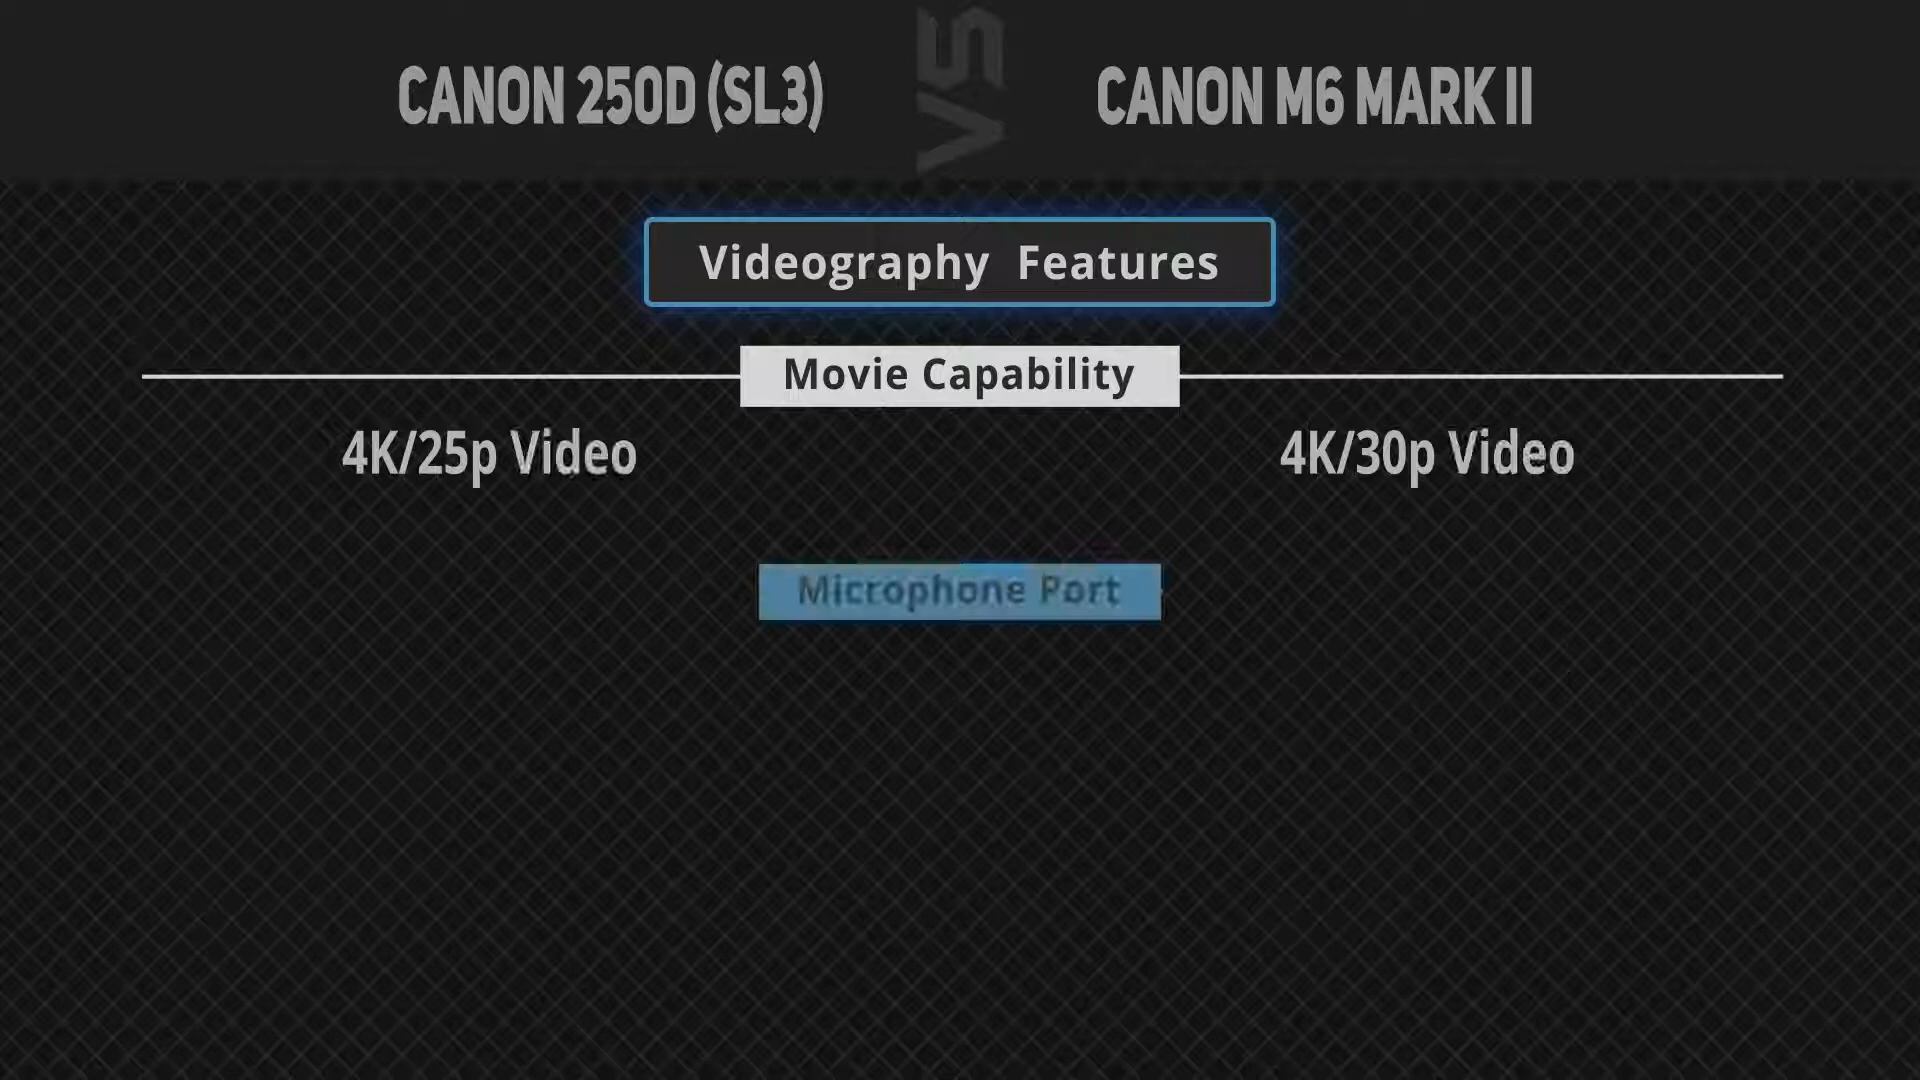 CANON 250D (SL3)
VS
CANON M6 MARK II
Videography Features
Movie Capability
4K/25p Video
4K/30p Video
Microphone Port